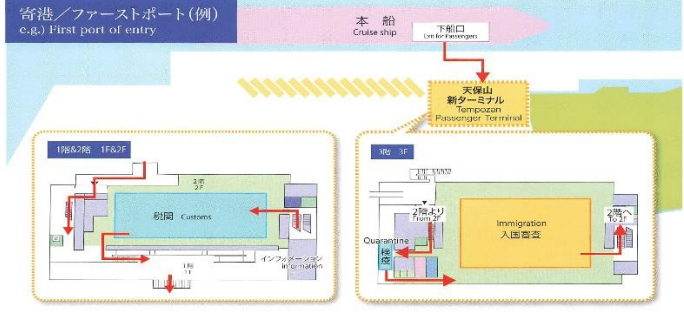 寄港／ファーストポート（例）
e.g.) First port of entry
本 船
Cruise ship
下船口
Exit for Passengers
天保山
新ターミナル
Tempozan
Passenger Terminal
1階&2階 1F&2F
2階
2F
税関 Customs
インフォメーション
information
1階
1F
3階 3F
2階より
From 2F
Immigration
入国審査
2階へ
To 2F
Quarantine
検疫